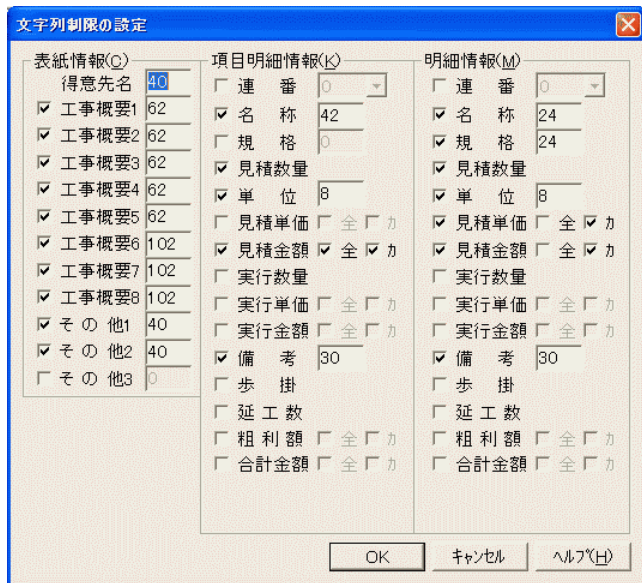 文字列制限の設定
表紙情報(C)
得意先名 40
工事概要1 62
工事概要2 62
工事概要3 62
工事概要4 62
工事概要5 62
工事概要6 102
工事概要7 102
工事概要8 102
その他1 40
その他2 40
その他3 0
項目明細情報(K)
連番 0
名称 42
規格 0
見積数量
単位 8
見積単価 全 カ
見積金額 全 カ
実行数量
実行単価 全 カ
実行金額 全 カ
備考 30
歩掛
延工数
粗利額 全 カ
合計金額 全 カ
明細情報(M)
連番 0
名称 24
規格 24
見積数量
単位 8
見積単価 全 カ
見積金額 全 カ
実行数量
実行単価 全 カ
実行金額 全 カ
備考 30
歩掛
延工数
粗利額 全 カ
合計金額 全 カ
OK キャンセル ヘルプ(H)